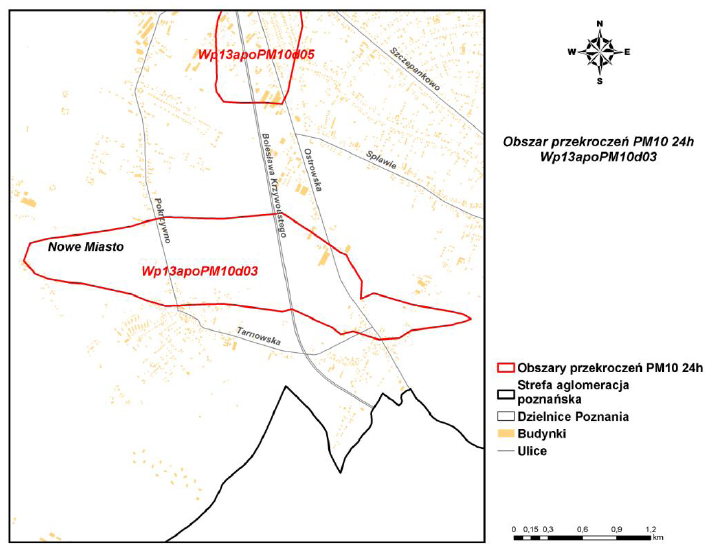 Wp13apoPM10d05
Szczepankowo
Bolesława Krzywoustego
Ostrowska
Spławie
Pokrzywno
Nowe Miasto
Wp13apoPM10d03
Tarnowska
N
W
E
S
Obszar przekroczeń PM10 24h
Wp13apoPM10d03
Obszary przekroczeń PM10 24h
Strefa aglomeracja
poznańska
Dzielnice Poznania
Budynki
Ulice
0 0,15 0,3 0,6 0,9 1,2
km